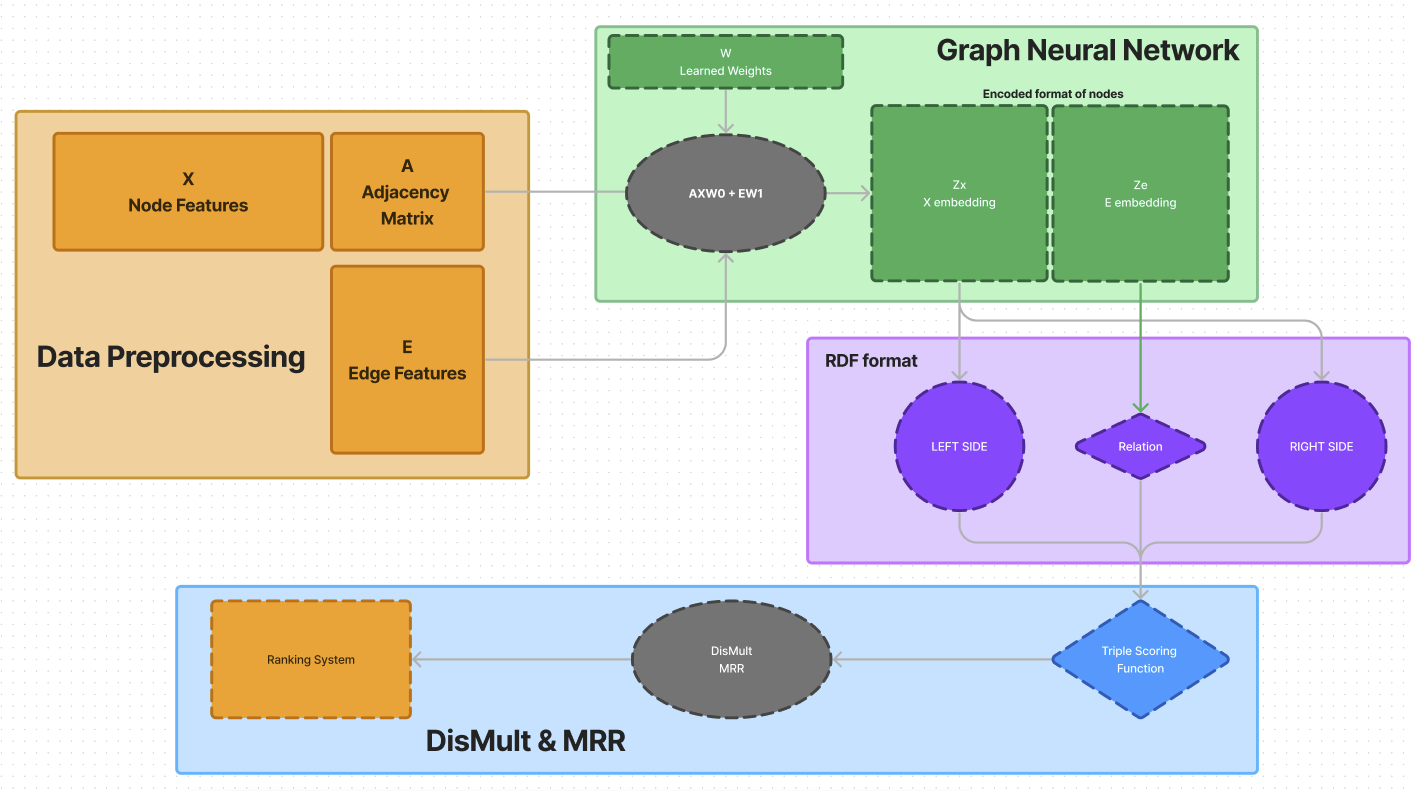 Graph Neural Network
W
Learned Weights
Encoded format of nodes
X
Node Features
A
Adjacency
Matrix
AXW0 + EW1
Zx
X embedding
Ze
E embedding
Data Preprocessing
E
Edge Features
RDF format
LEFT SIDE
Relation
RIGHT SIDE
Ranking System
DisMult
MRR
Triple Scoring
Function
DisMult & MRR